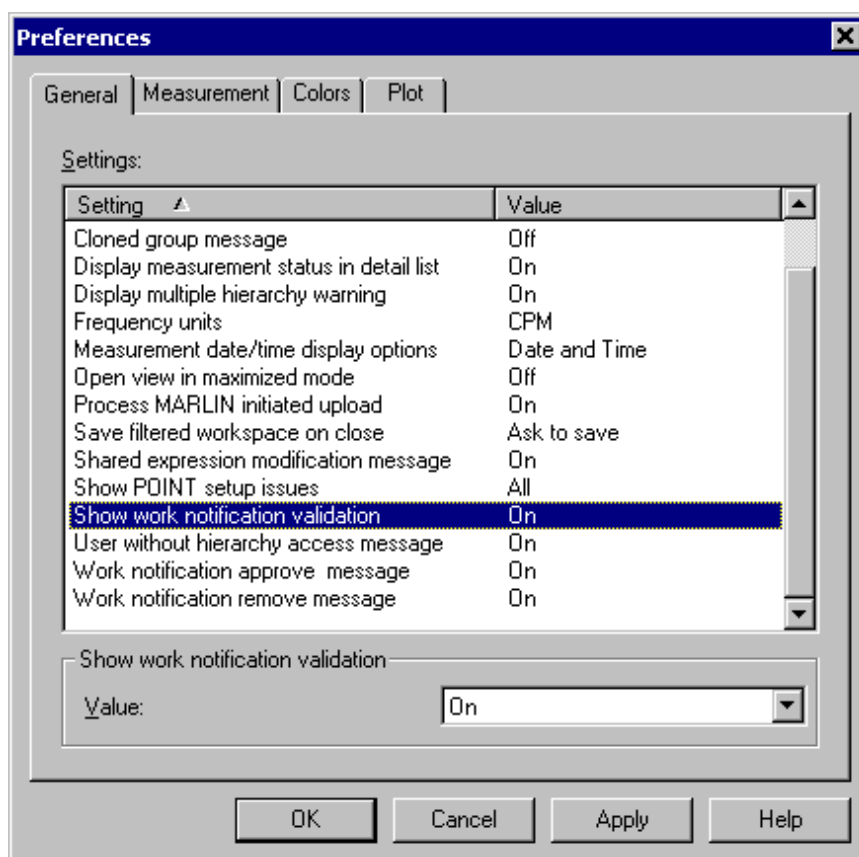 Preferences
General Measurement Colors Plot
Settings:
Setting Value
Cloned group message Off
Display measurement status in detail list On
Display multiple hierarchy warning On
Frequency units CPM
Measurement date/time display options Date and Time
Open view in maximized mode Off
Process MARLIN initiated upload On
Save filtered workspace on close Ask to save
Shared expression modification message On
Show POINT setup issues All
Show work notification validation On
User without hierarchy access message On
Work notification approve  message On
Work notification remove message On
Show work notification validation
Value: On
OK Cancel Apply Help